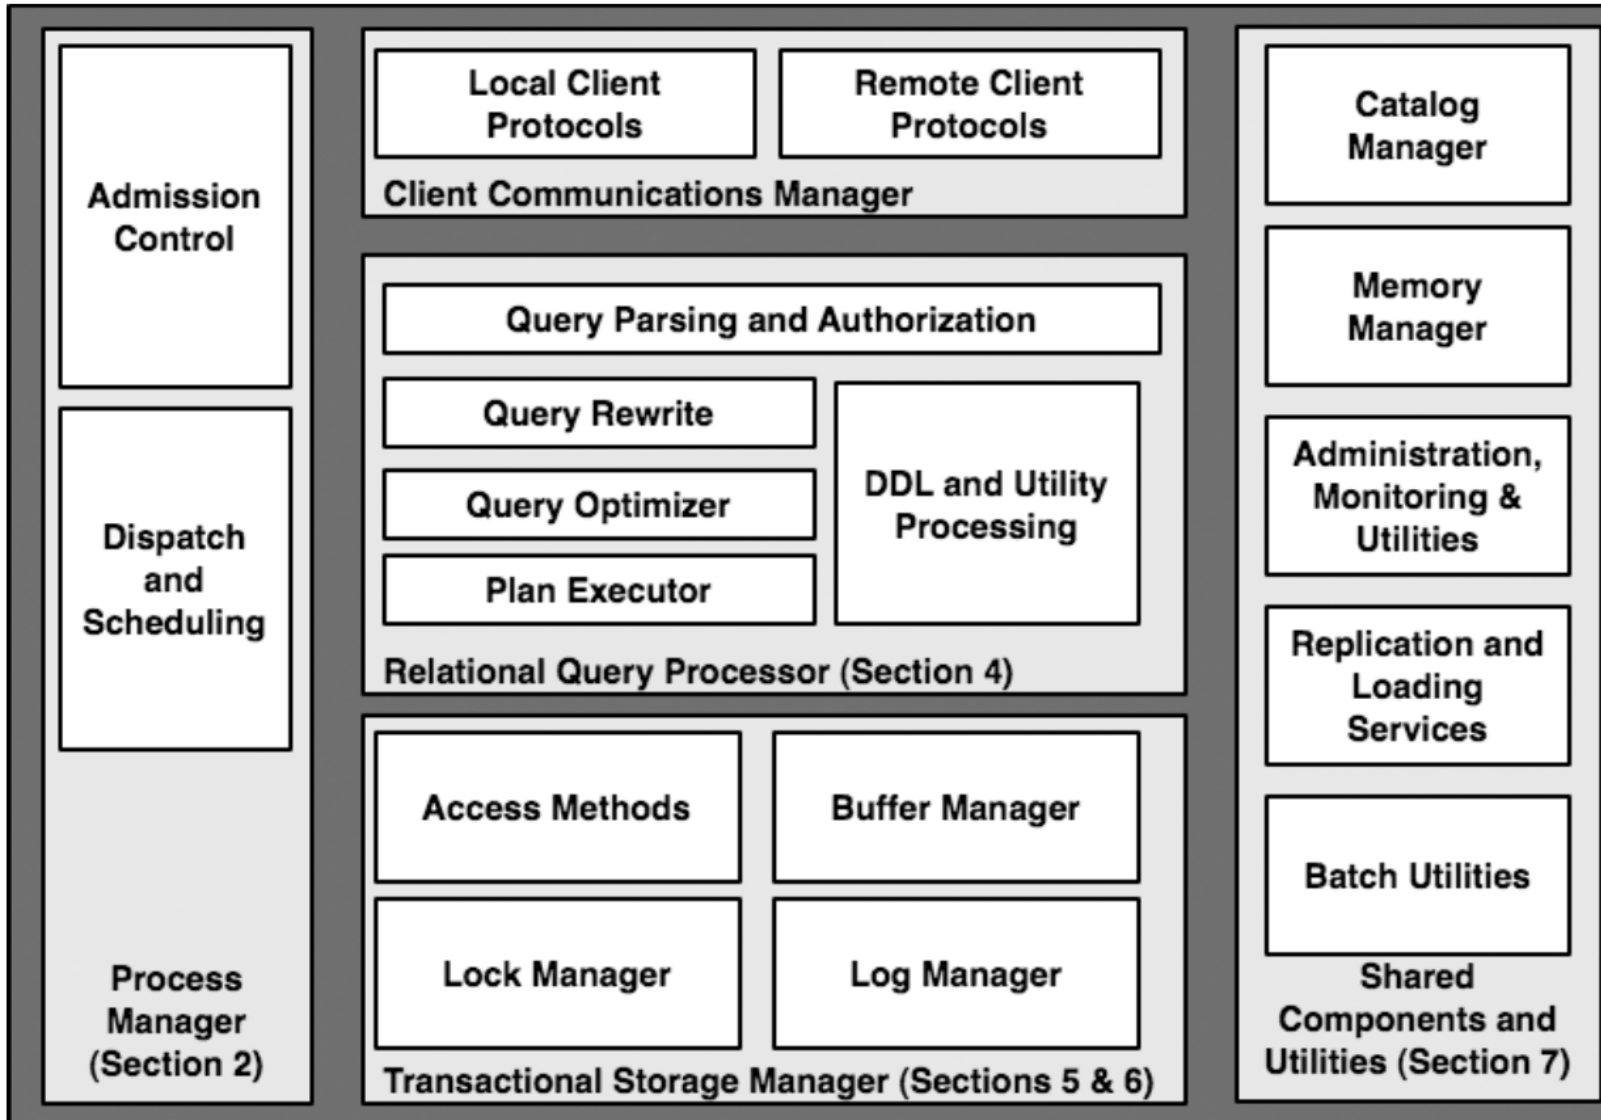 Admission
Control
Dispatch
and
Scheduling
Process
Manager
(Section 2)
Local Client
Protocols
Remote Client
Protocols
Client Communications Manager
Query Parsing and Authorization
Query Rewrite
Query Optimizer
Plan Executor
DDL and Utility
Processing
Relational Query Processor (Section 4)
Access Methods
Buffer Manager
Lock Manager
Log Manager
Transactional Storage Manager (Sections 5 & 6)
Catalog
Manager
Memory
Manager
Administration,
Monitoring &
Utilities
Replication and
Loading
Services
Batch Utilities
Shared
Components and
Utilities (Section 7)